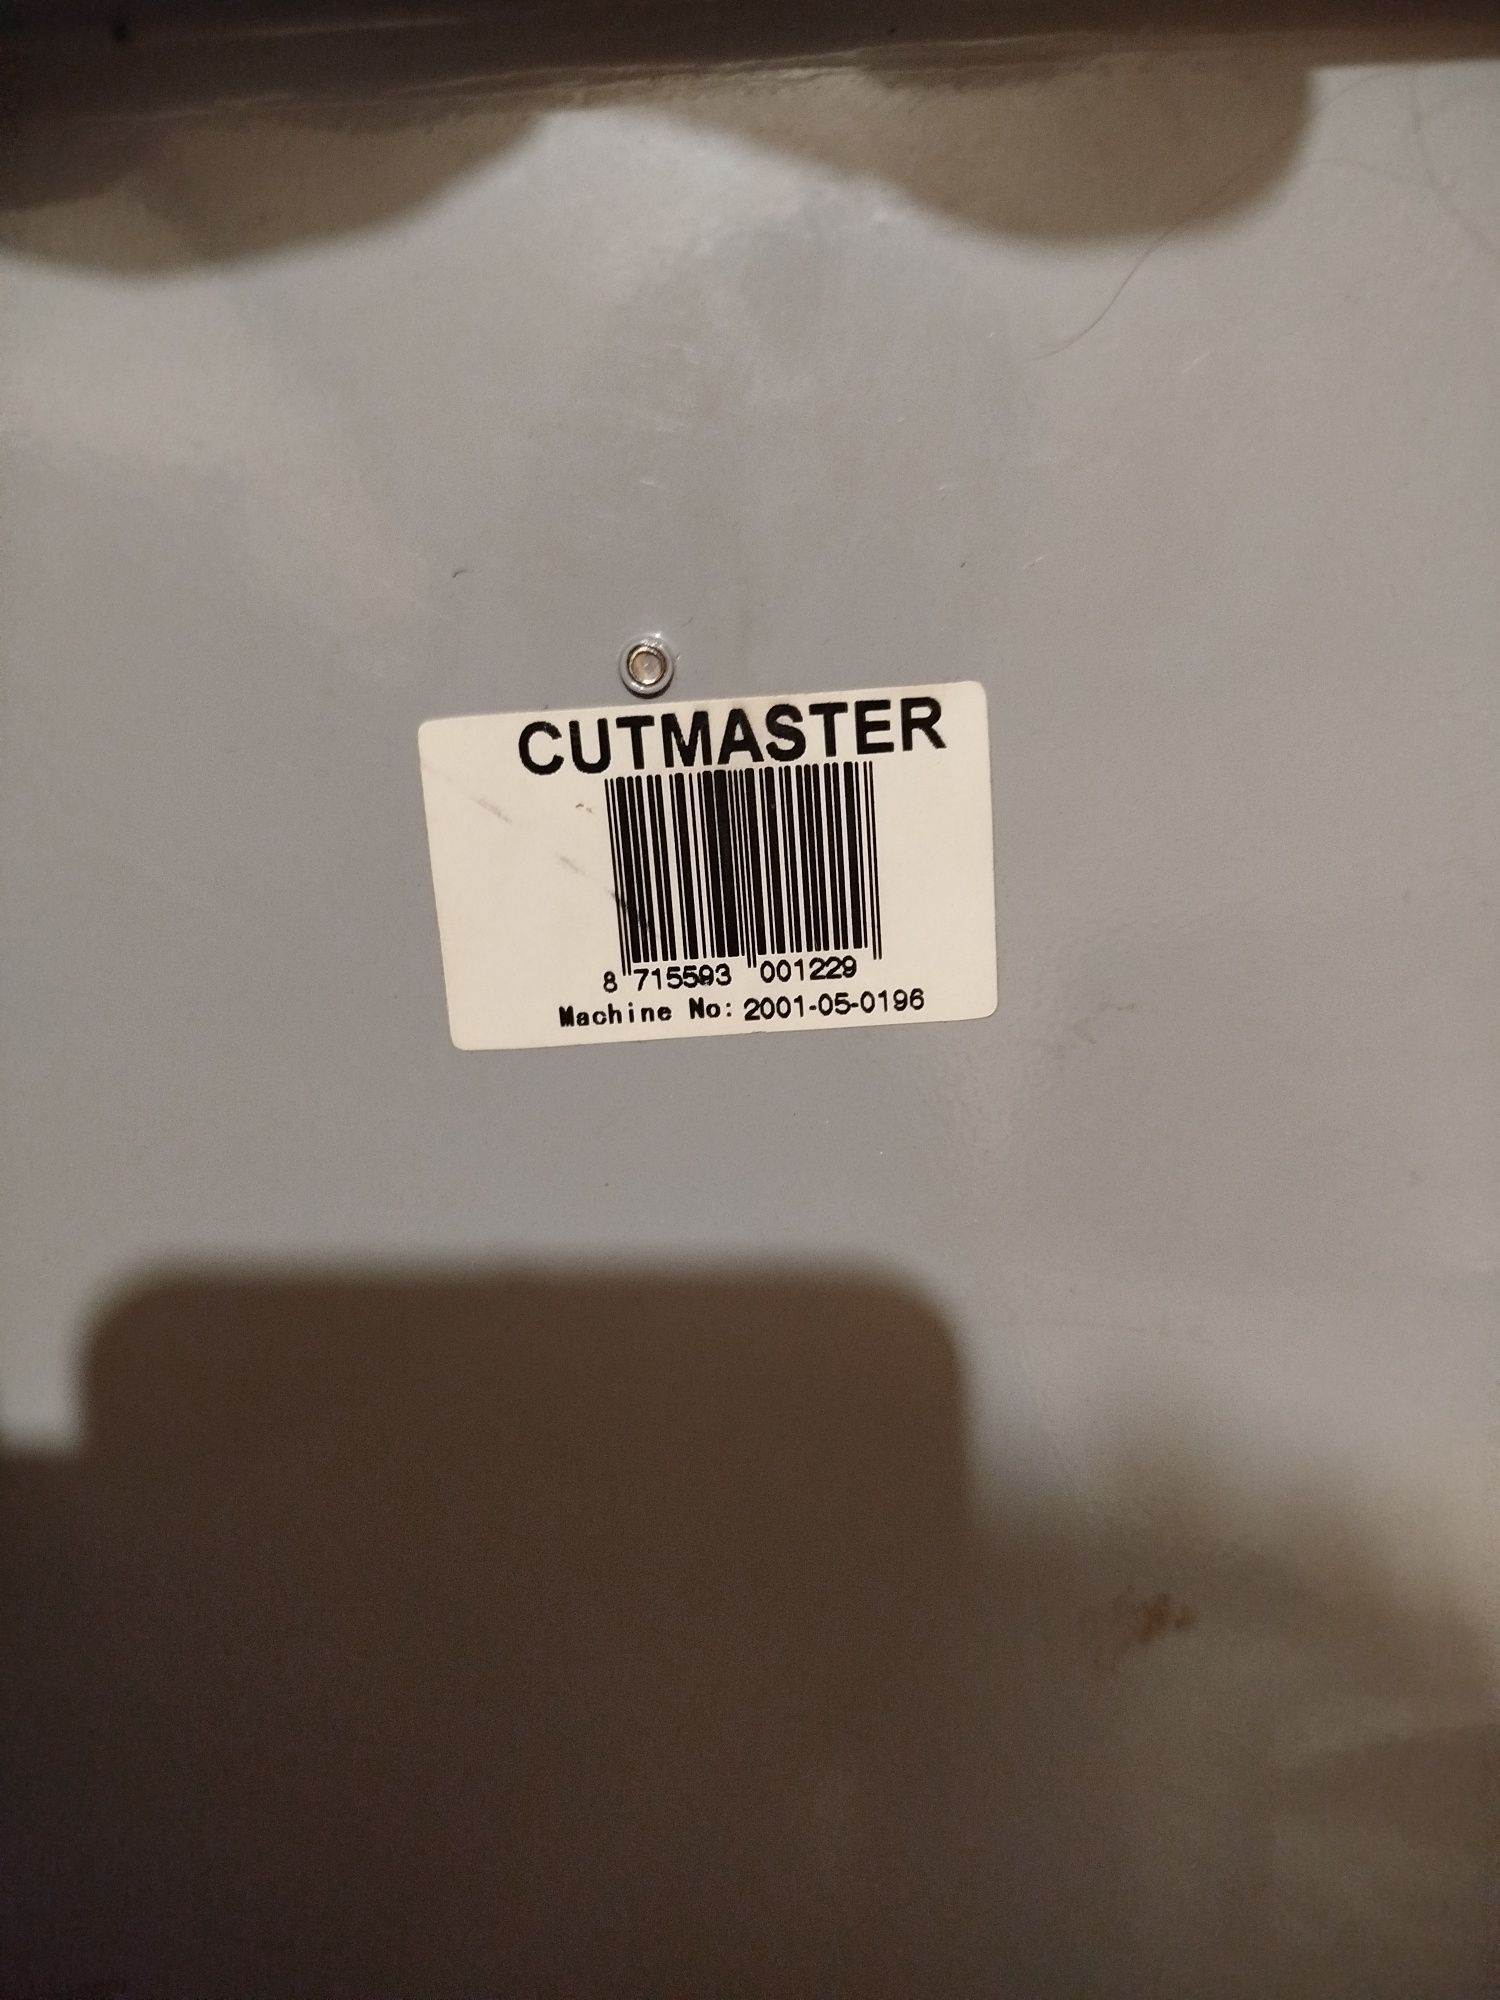 CUTMASTER
8 715593 001229
Machine No: 2001-05-0196